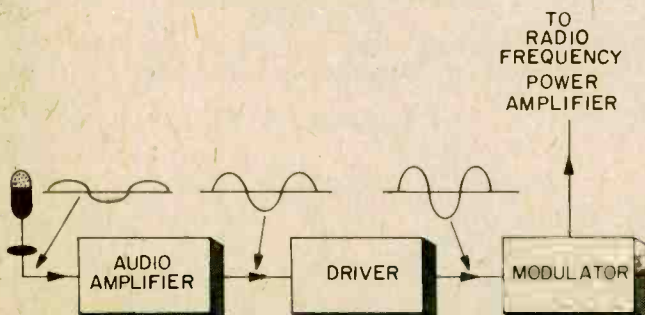 TO
RADIO
FREQUENCY
POWER
AMPLIFIER
AUDIO
AMPLIFIER
DRIVER
MODULATOR